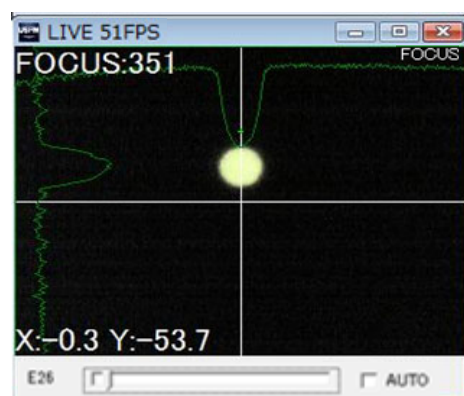 LIVE 51FPS
FOCUS:351
FOCUS
X:-0.3 Y:-53.7
E26
AUTO